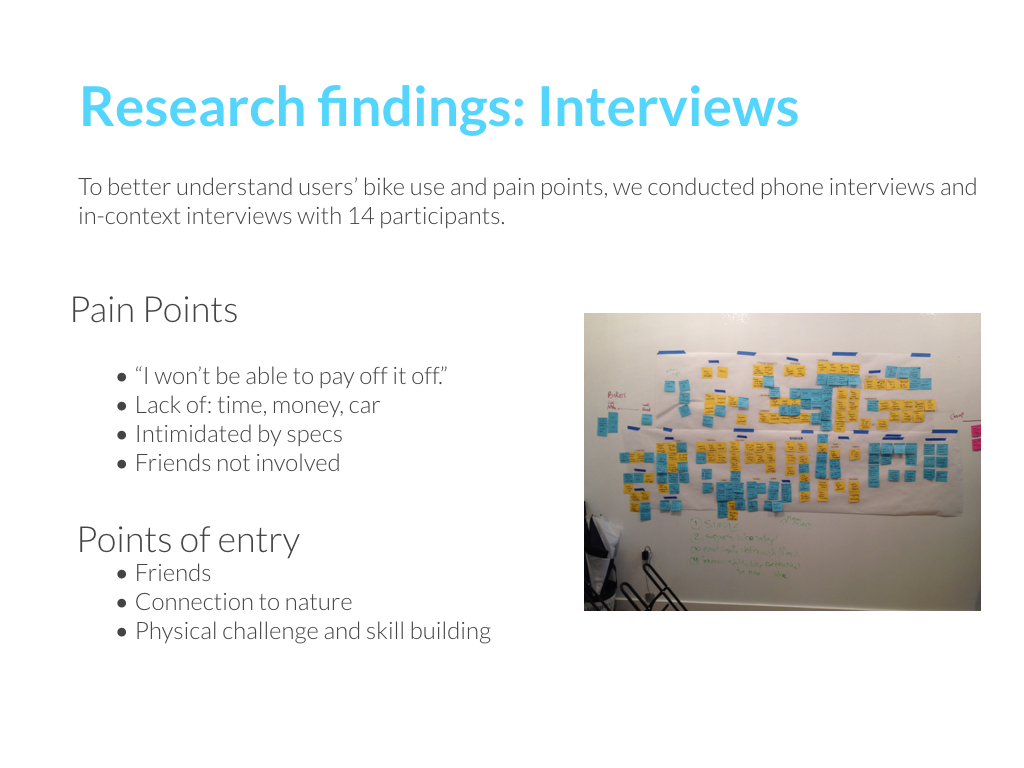 Research findings: Interviews
To better understand users’ bike use and pain points, we conducted phone interviews and
in-context interviews with 14 participants.
Pain Points
• “I won’t be able to pay off it off.”
• Lack of: time, money, car
• Intimidated by specs
• Friends not involved
Points of entry
• Friends
• Connection to nature
• Physical challenge and skill building